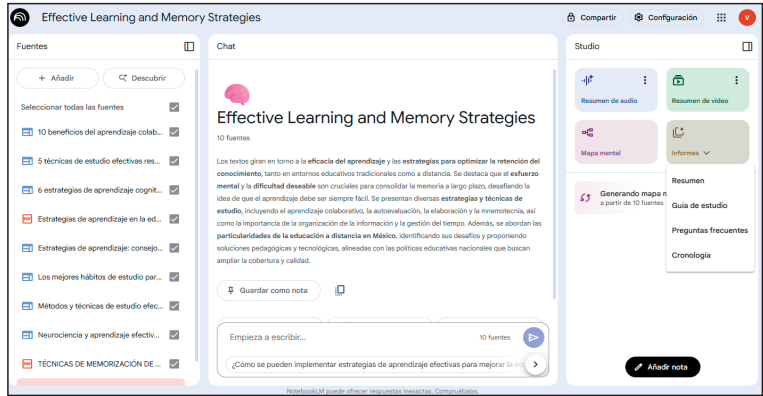 Effective Learning and Memory Strategies
Compartir
Configuración
V
Fuentes
Chat
Studio
+ Añadir
Descubrir
Seleccionar todas las fuentes
10 beneficios del aprendizaje colab...
5 técnicas de estudio efectivas res...
6 estrategias de aprendizaje cognit...
PDF Estrategias de aprendizaje en la ed...
Estrategias de aprendizaje: consejo...
Los mejores hábitos de estudio par...
Métodos y técnicas de estudio efec...
Neurociencia y aprendizaje efectiv...
PDF TÉCNICAS DE MEMORIZACIÓN DE ...
Effective Learning and Memory Strategies
10 fuentes
Los textos giran en torno a la eficacia del aprendizaje y las estrategias para optimizar la retención del
conocimiento, tanto en entornos educativos tradicionales como a distancia. Se destaca que el esfuerzo
mental y la dificultad deseable son cruciales para consolidar la memoria a largo plazo, desafiando la
idea de que el aprendizaje debe ser siempre fácil. Se presentan diversas estrategias y técnicas de
estudio, incluyendo el aprendizaje colaborativo, la autoevaluación, la elaboración y la mnemotecnia, así
como la importancia de la organización de la información y la gestión del tiempo. Además, se abordan las
particularidades de la educación a distancia en México, identificando sus desafíos y proponiendo
soluciones pedagógicas y tecnológicas, alineadas con las políticas educativas nacionales que buscan
ampliar la cobertura y calidad.
Guardar como nota
Empieza a escribir...
10 fuentes
¿Cómo se pueden implementar estrategias de aprendizaje efectivas para mejorar la ed
NotebookLM puede ofrecer respuestas inexactas. Compruébalas.
Resumen de audio
Resumen de vídeo
Mapa mental
Informes
Resumen
Guía de estudio
Preguntas frecuentes
Cronología
Generando mapa n
a partir de 10 fuentes
Añadir nota